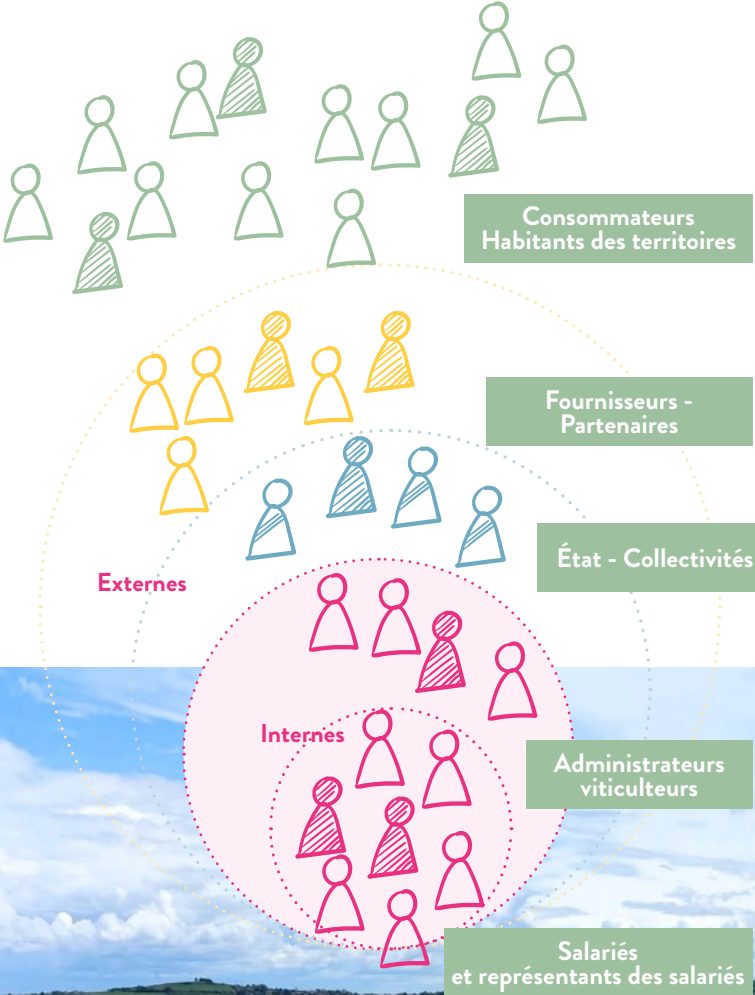 Consommateurs
Habitants des territoires
Fournisseurs -
Partenaires
État - Collectivités
Externes
Internes
Administrateurs
viticulteurs
Salariés
et représentants des salariés